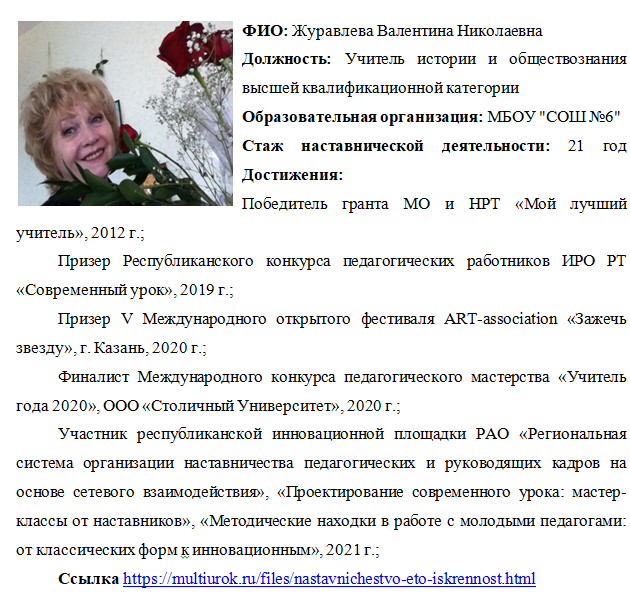 ФИО: Журавлева Валентина Николаевна
Должность: Учитель истории и обществознания
высшей квалификационной категории
Образовательная организация: МБОУ "СОШ №6"
Стаж наставнической деятельности: 21 год
Достижения:
Победитель гранта МО и НРТ «Мой лучший
учитель», 2012 г.;
Призер Республиканского конкурса педагогических работников ИРО РТ
«Современный урок», 2019 г.;
Призер V Международного открытого фестиваля ART-association «Зажечь
звезду», г. Казань, 2020 г.;
Финалист Международного конкурса педагогического мастерства «Учитель
года 2020», ООО «Столичный Университет», 2020 г.;
Участник республиканской инновационной площадки РАО «Региональная
система организации наставничества педагогических и руководящих кадров на
основе сетевого взаимодействия», «Проектирование современного урока: мастер-
классы от наставников», «Методические находки в работе с молодыми педагогами:
от классических форм к инновационным», 2021 г.;
Ссылка https://multiurok.ru/files/nastavnichestvo-eto-iskrennost.html